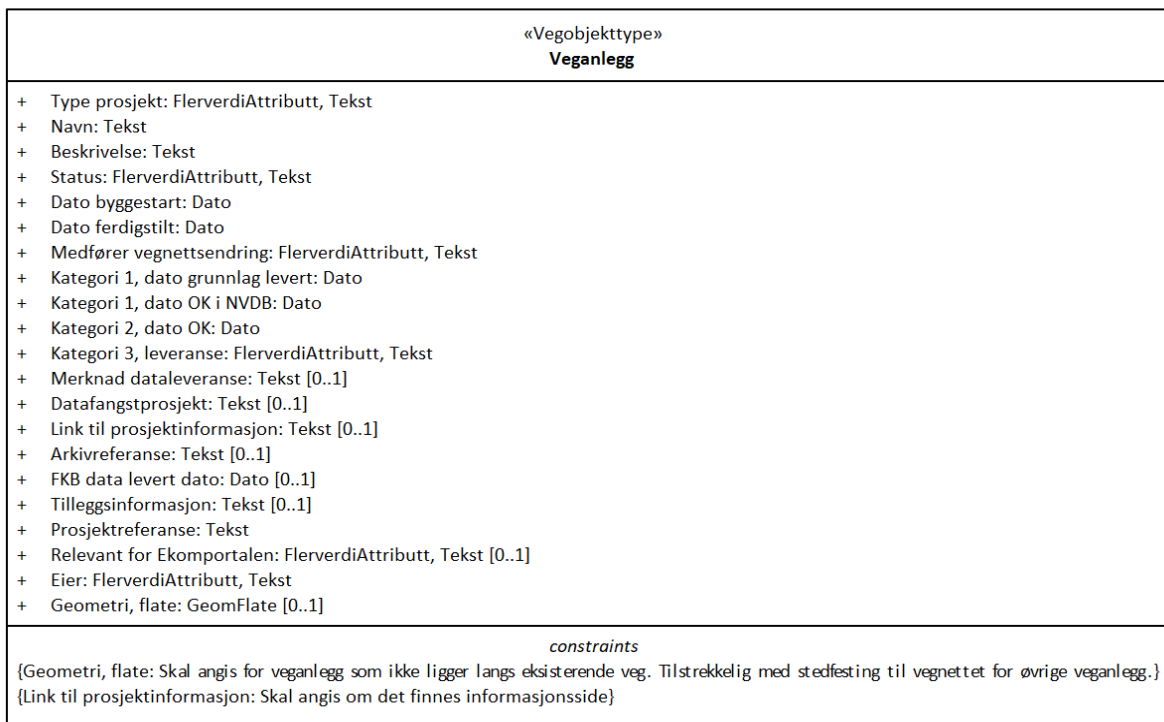 «Vegobjekttype»
Veganlegg
+ Type prosjekt: FlerverdiAttributt, Tekst
+ Navn: Tekst
+ Beskrivelse: Tekst
+ Status: FlerverdiAttributt, Tekst
+ Dato byggestart: Dato
+ Dato ferdigstilt: Dato
+ Medfører vegnettsendring: FlerverdiAttributt, Tekst
+ Kategori 1, dato grunnlag levert: Dato
+ Kategori 1, dato OK i NVDB: Dato
+ Kategori 2, dato OK: Dato
+ Kategori 3, leveranse: FlerverdiAttributt, Tekst
+ Merknad dataleveranse: Tekst [0..1]
+ Datafangstprosjekt: Tekst [0..1]
+ Link til prosjektinformasjon: Tekst [0..1]
+ Arkivreferanse: Tekst [0..1]
+ FKB data levert dato: Dato [0..1]
+ Tilleggsinformasjon: Tekst [0..1]
+ Prosjektreferanse: Tekst
+ Relevant for Ekomportalen: FlerverdiAttributt, Tekst [0..1]
+ Eier: FlerverdiAttributt, Tekst
+ Geometri, flate: GeomFlate [0..1]
constraints
{Geometri, flate: Skal angis for veganlegg som ikke ligger langs eksisterende veg. Tilstrekkelig med stedfesting til vegnettet for øvrige veganlegg.}
{Link til prosjektinformasjon: Skal angis om det finnes informasjonsside}